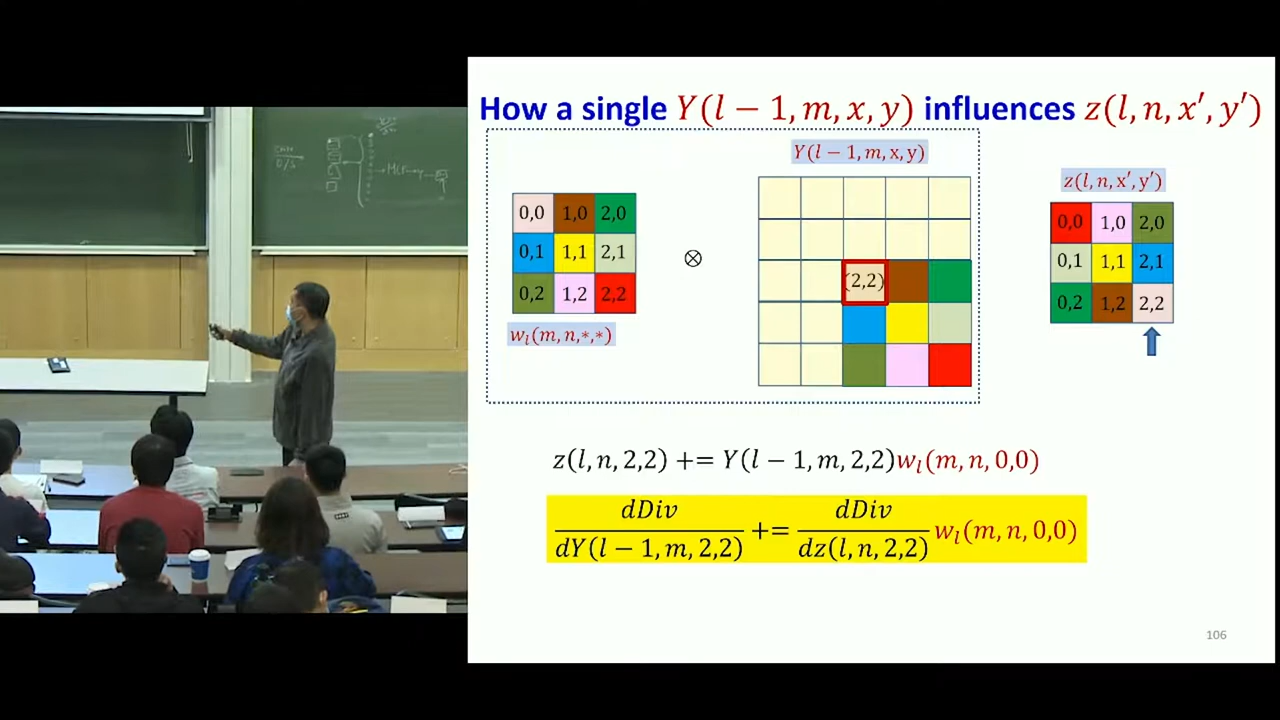 How a single Y(l − 1, m, x, y) influences z(l, n, x′, y′)
Y(l − 1, m, x, y)
z(l, n, x′, y′)
0,0 1,0 2,0
0,1 1,1 2,1
0,2 1,2 2,2
w_l(m, n,∗,∗)
⊗
(2,2)
0,0 1,0 2,0
0,1 1,1 2,1
0,2 1,2 2,2
z(l, n, 2,2) += Y(l − 1, m, 2,2)w_l(m, n, 0,0)
dDiv / dY(l − 1, m, 2,2) += dDiv / dz(l, n, 2,2) w_l(m, n, 0,0)
106